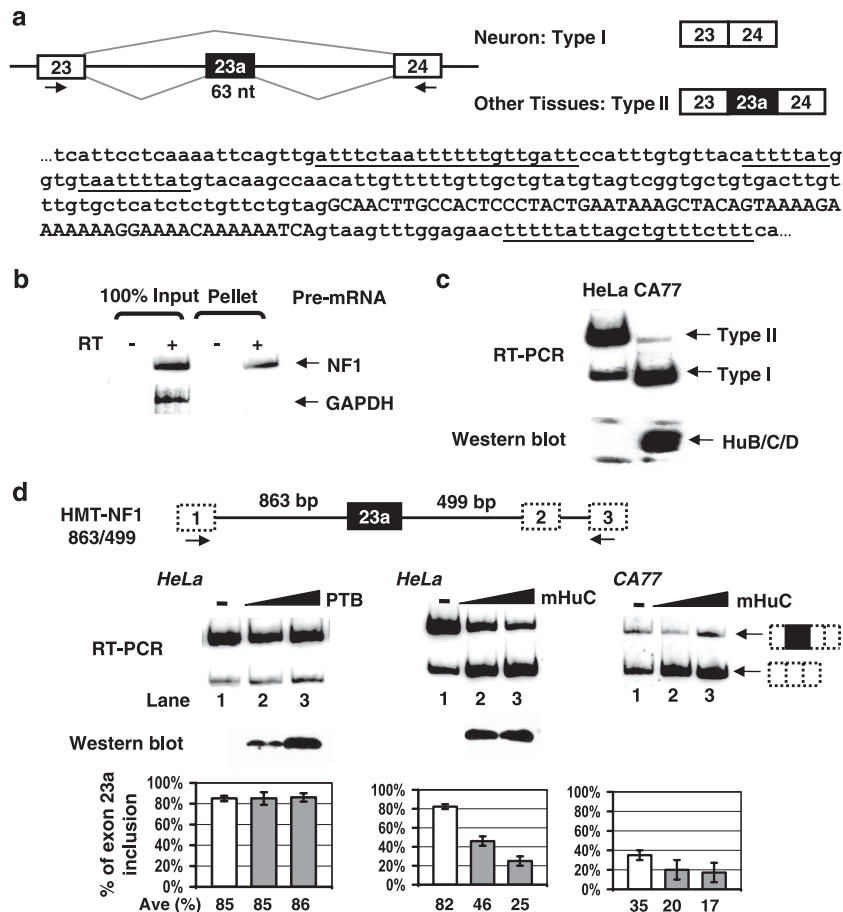 a
Neuron: Type I
23 24
23 23a 24
63 nt
Other Tissues: Type II
23 23a 24
...tcattcctcaaaattcagttgatttctaattttttgttgattccatttgtgttacattttatg
gtgtaattttatgtacaagccaacattgtttttgttgctgtatgtagtcggtgctgtgacttgt
ttgtgctcatctctgttctgtagGCAACTTGCCACTCCCTACTGAATAAAGCTACAGTAAAAGA
AAAAAAGGAAAACAAAAAATCAgtaagtttggagaactttttattagctgtttctttca...
b
100% Input Pellet Pre-mRNA
RT - + - +
NF1
GAPDH
c
HeLa CA77
RT-PCR
Type II
Type I
Western blot
HuB/C/D
d
HMT-NF1
863/499
1 863 bp 23a 499 bp 2 3
HeLa
- PTB
HeLa
- mHuC
CA77
- mHuC
RT-PCR
Lane 1 2 3
1 2 3
1 2 3
Western blot
% of exon 23a
inclusion
100%
80%
60%
40%
20%
0%
Ave (%) 85 85 86
100%
80%
60%
40%
20%
0%
82 46 25
100%
80%
60%
40%
20%
0%
35 20 17